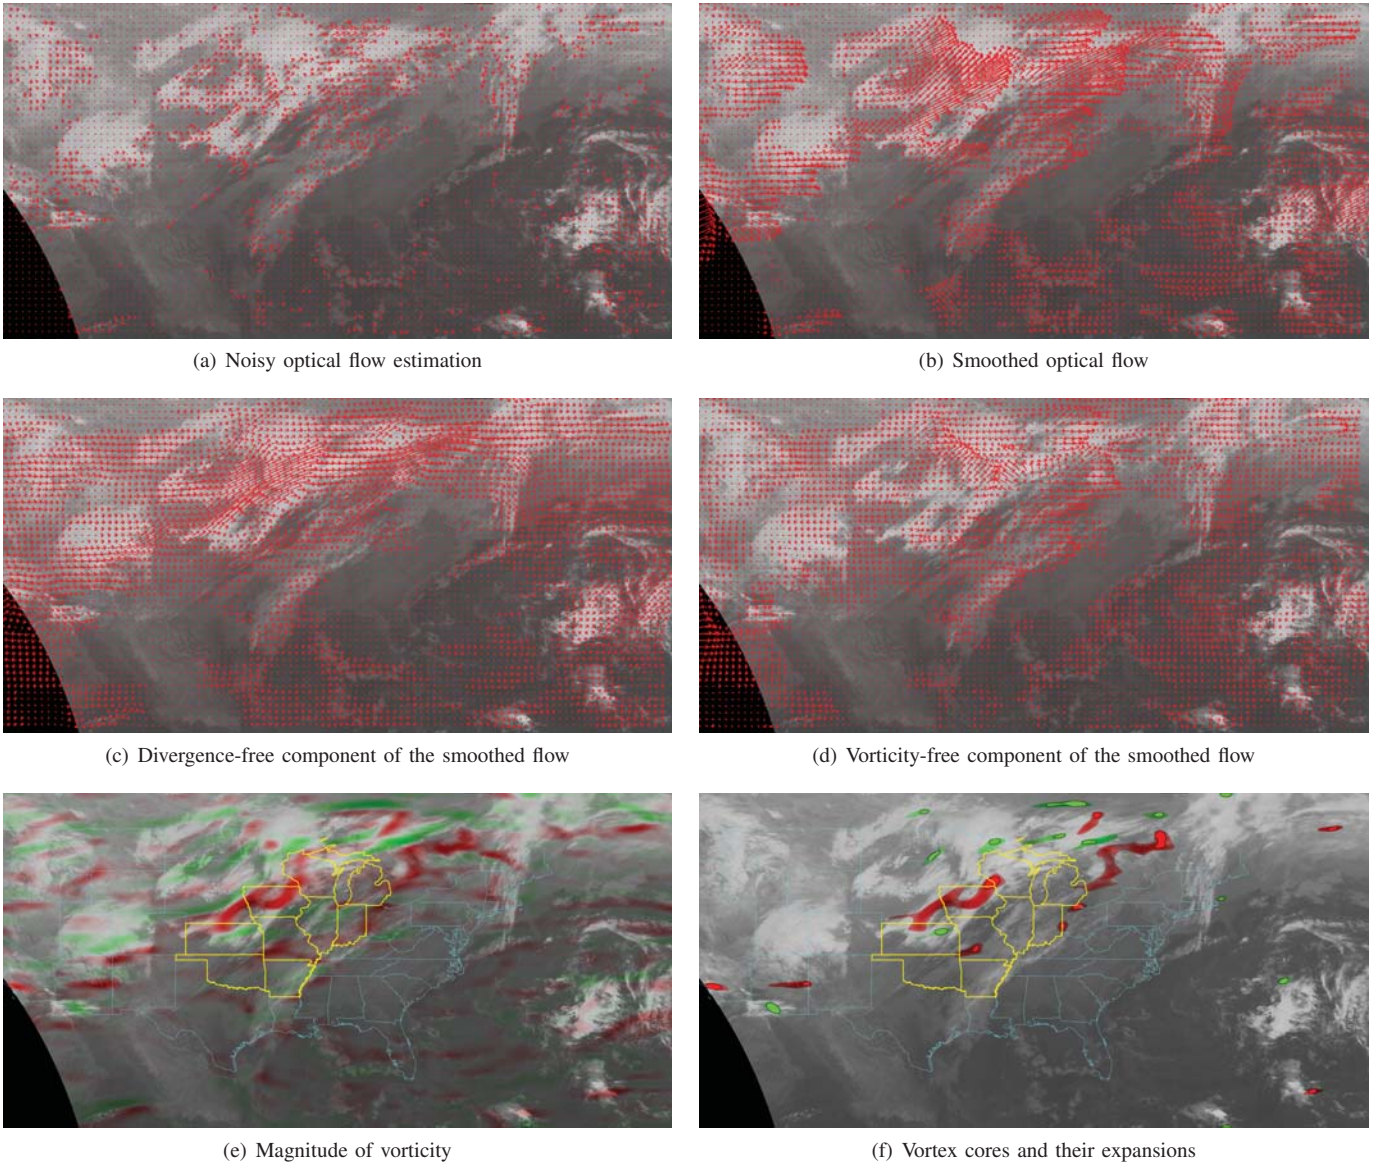 (a) Noisy optical flow estimation
(b) Smoothed optical flow
(c) Divergence-free component of the smoothed flow
(d) Vorticity-free component of the smoothed flow
(e) Magnitude of vorticity
(f) Vortex cores and their expansions